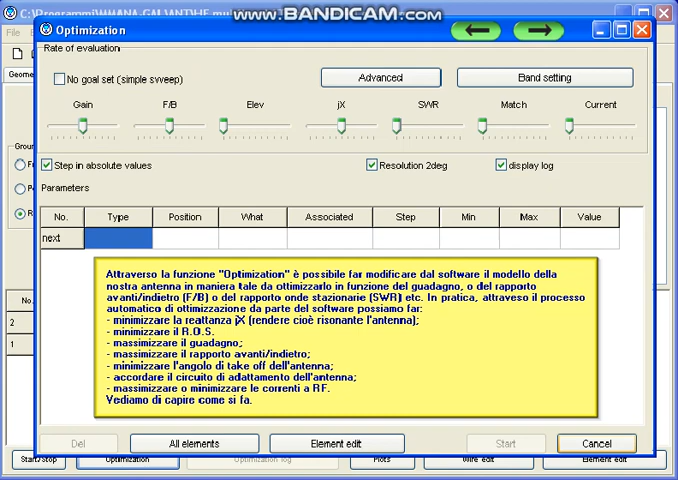 www.BANDICAM.com
C:\Programmi\MMANA-GAL
Optimization
File
Rate of evaluation
Geome
No goal set (simple sweep)
Advanced
Band setting
Gain
F/B
Elev
jX
SWR
Match
Current
Step in absolute values
Resolution 2deg
display log
Parameters
No.
Type
Position
What
Associated
Step
Min
Max
Value
next
Attraverso la funzione "Optimization" è possibile far modificare dal software il modello della
nostra antenna in maniera tale da ottimizzarlo in funzione del guadagno, o del rapporto
avanti/indietro (F/B) o del rapporto onde stazionarie (SWR) etc. In pratica, attraveso il processo
automatico di ottimizzazione da parte del software possiamo far:
- minimizzare la reattanza jX (rendere cioè risonante l'antenna);
- minimizzare il R.O.S.
- massimizzare il guadagno;
- massimizzare il rapporto avanti/indietro;
- minimizzare l'angolo di take off dell'antenna;
- accordare il circuito di adattamento dell'antenna;
- massimizzare o minimizzare le correnti a RF.
Vediamo di capire come si fa.
No.
2
1
Del
All elements
Element edit
Start
Cancel
Start/Stop
Optimization
Optimization log
Plots
Wire edit
Element edit